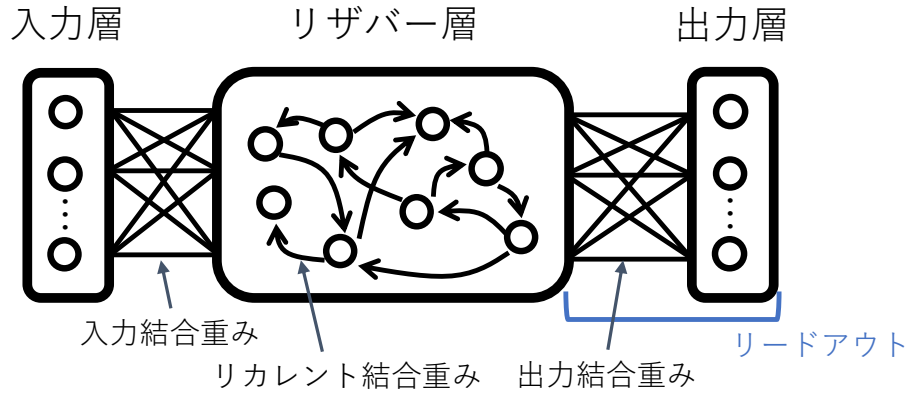 入力層
リザバー層
出力層
入力結合重み
リードアウト
リカレント結合重み
出力結合重み